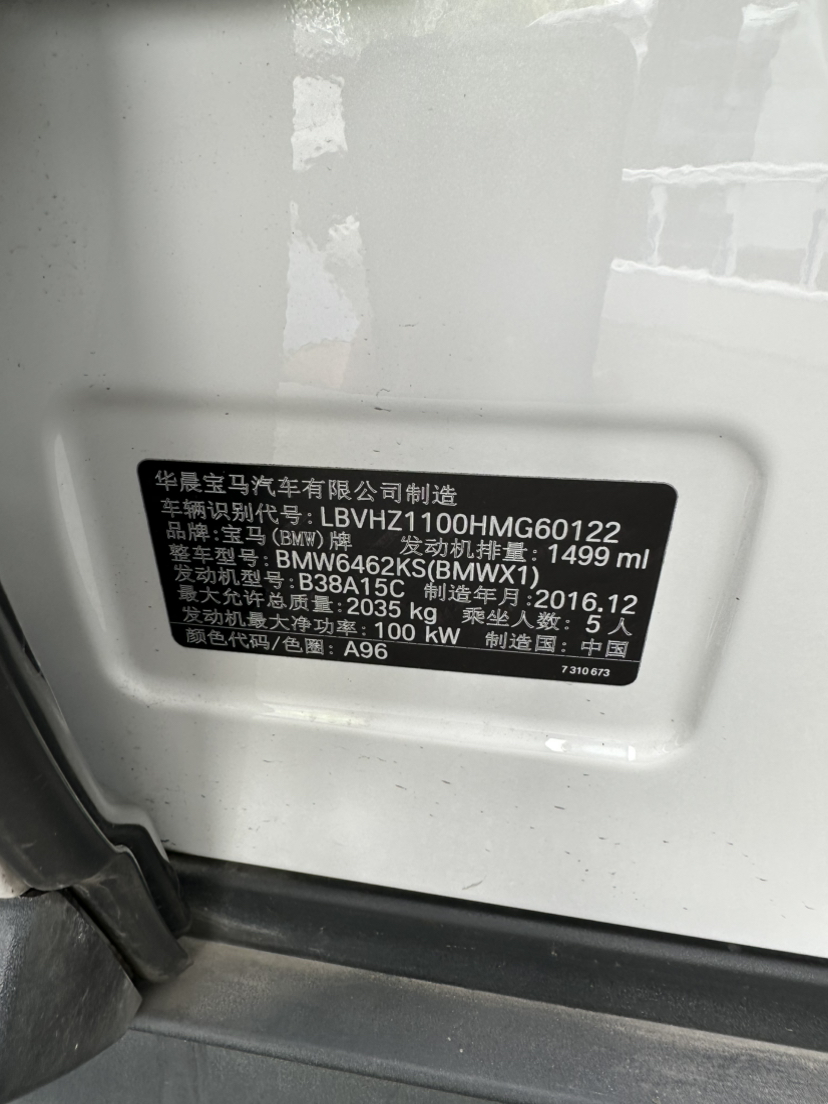 华晨宝马汽车有限公司制造
车辆识别代号: LBVHZ1100HMG60122
品牌: 宝马(BMW)牌 发动机排量: 1499 ml
整车型号: BMW6462KS(BMWX1)
发动机型号: B38A15C 制造年月: 2016.12
最大允许总质量: 2035 kg 乘坐人数: 5 人
发动机最大净功率: 100 kW 制造国: 中国
颜色代码/色圈: A96
7 310 673